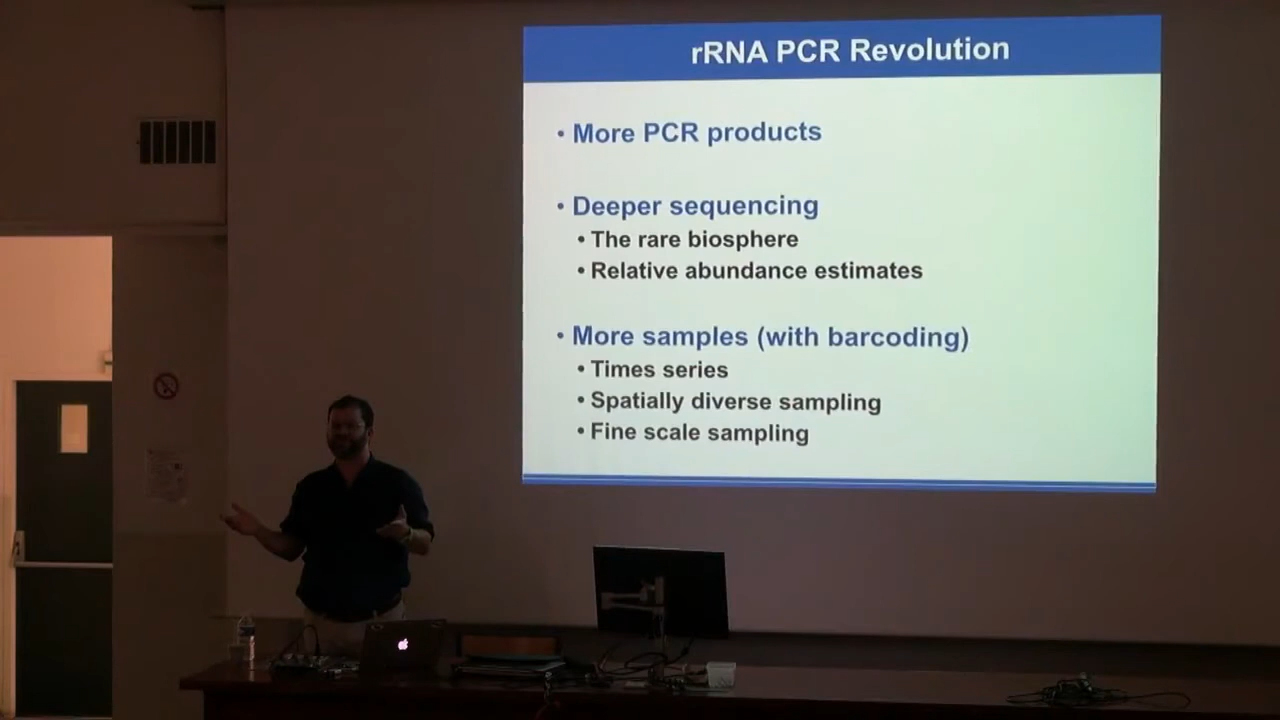 rRNA PCR Revolution
• More PCR products
• Deeper sequencing
• The rare biosphere
• Relative abundance estimates
• More samples (with barcoding)
• Times series
• Spatially diverse sampling
• Fine scale sampling